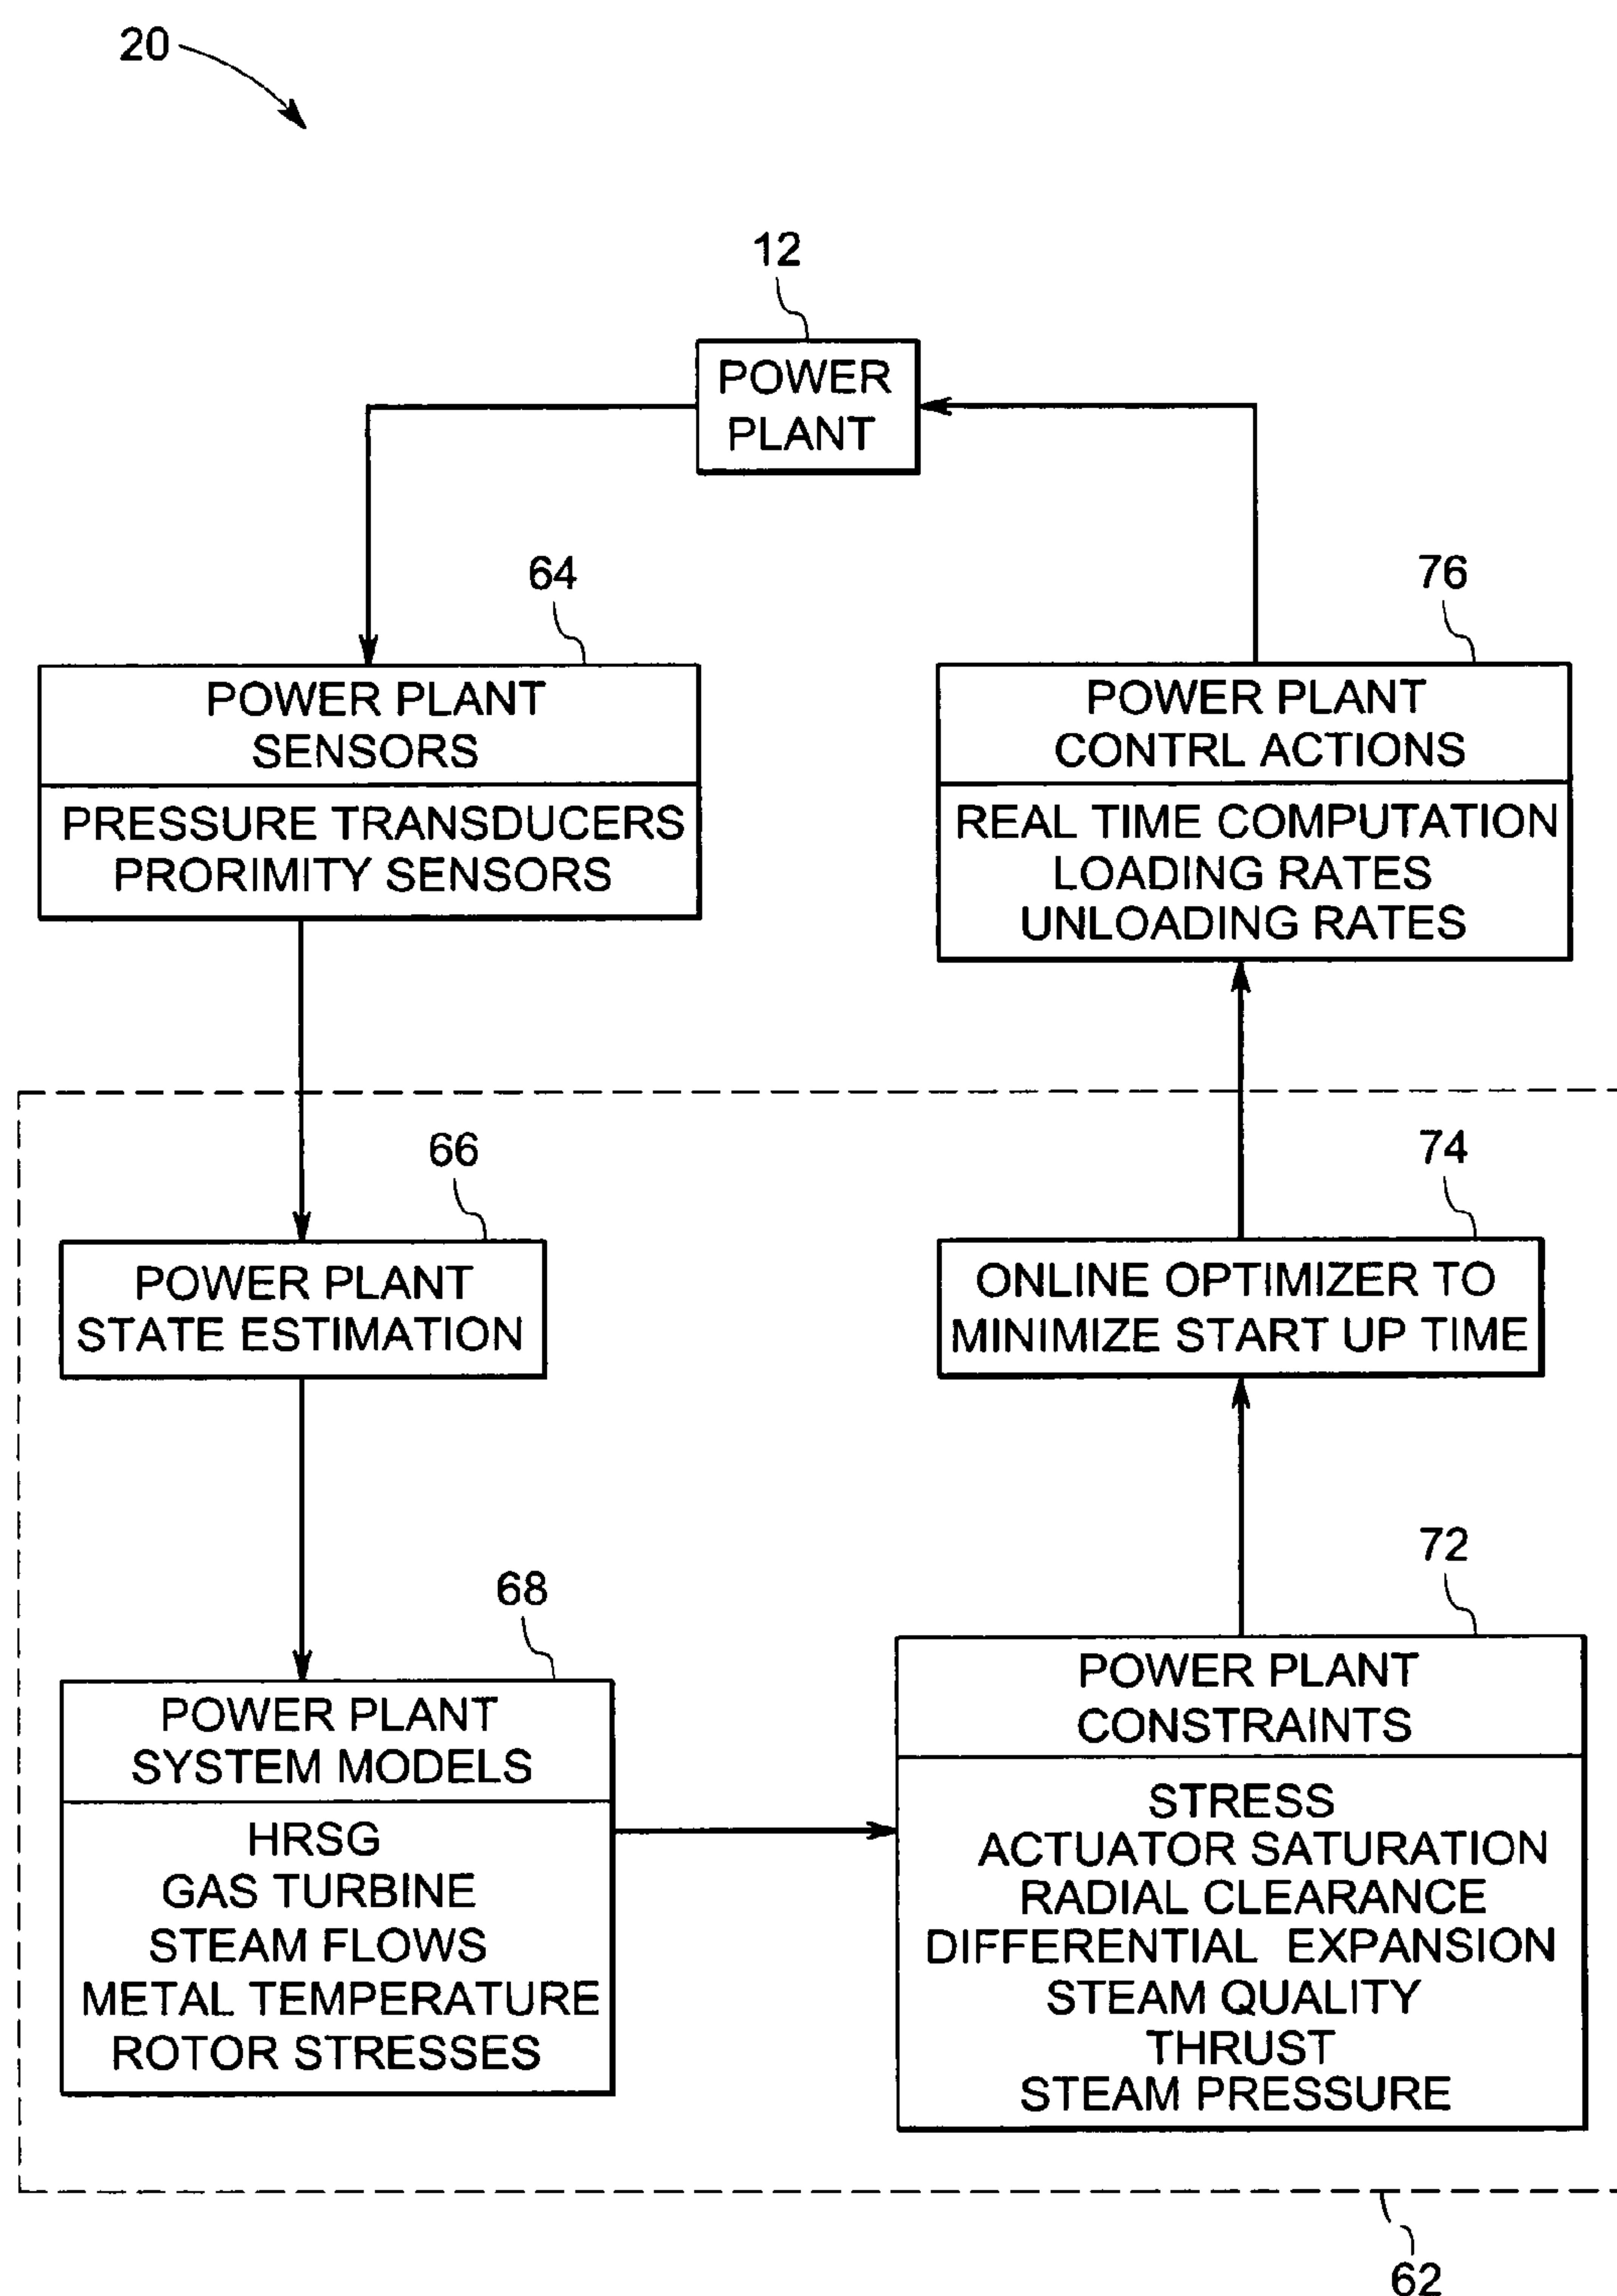 20
12
POWER
PLANT
64
POWER PLANT
SENSORS
PRESSURE TRANSDUCERS
PRORIMITY SENSORS
76
POWER PLANT
CONTRL ACTIONS
REAL TIME COMPUTATION
LOADING RATES
UNLOADING RATES
66
POWER PLANT
STATE ESTIMATION
74
ONLINE OPTIMIZER TO
MINIMIZE START UP TIME
68
POWER PLANT
SYSTEM MODELS
HRSG
GAS TURBINE
STEAM FLOWS
METAL TEMPERATURE
ROTOR STRESSES
72
POWER PLANT
CONSTRAINTS
STRESS
ACTUATOR SATURATION
RADIAL CLEARANCE
DIFFERENTIAL EXPANSION
STEAM QUALITY
THRUST
STEAM PRESSURE
62